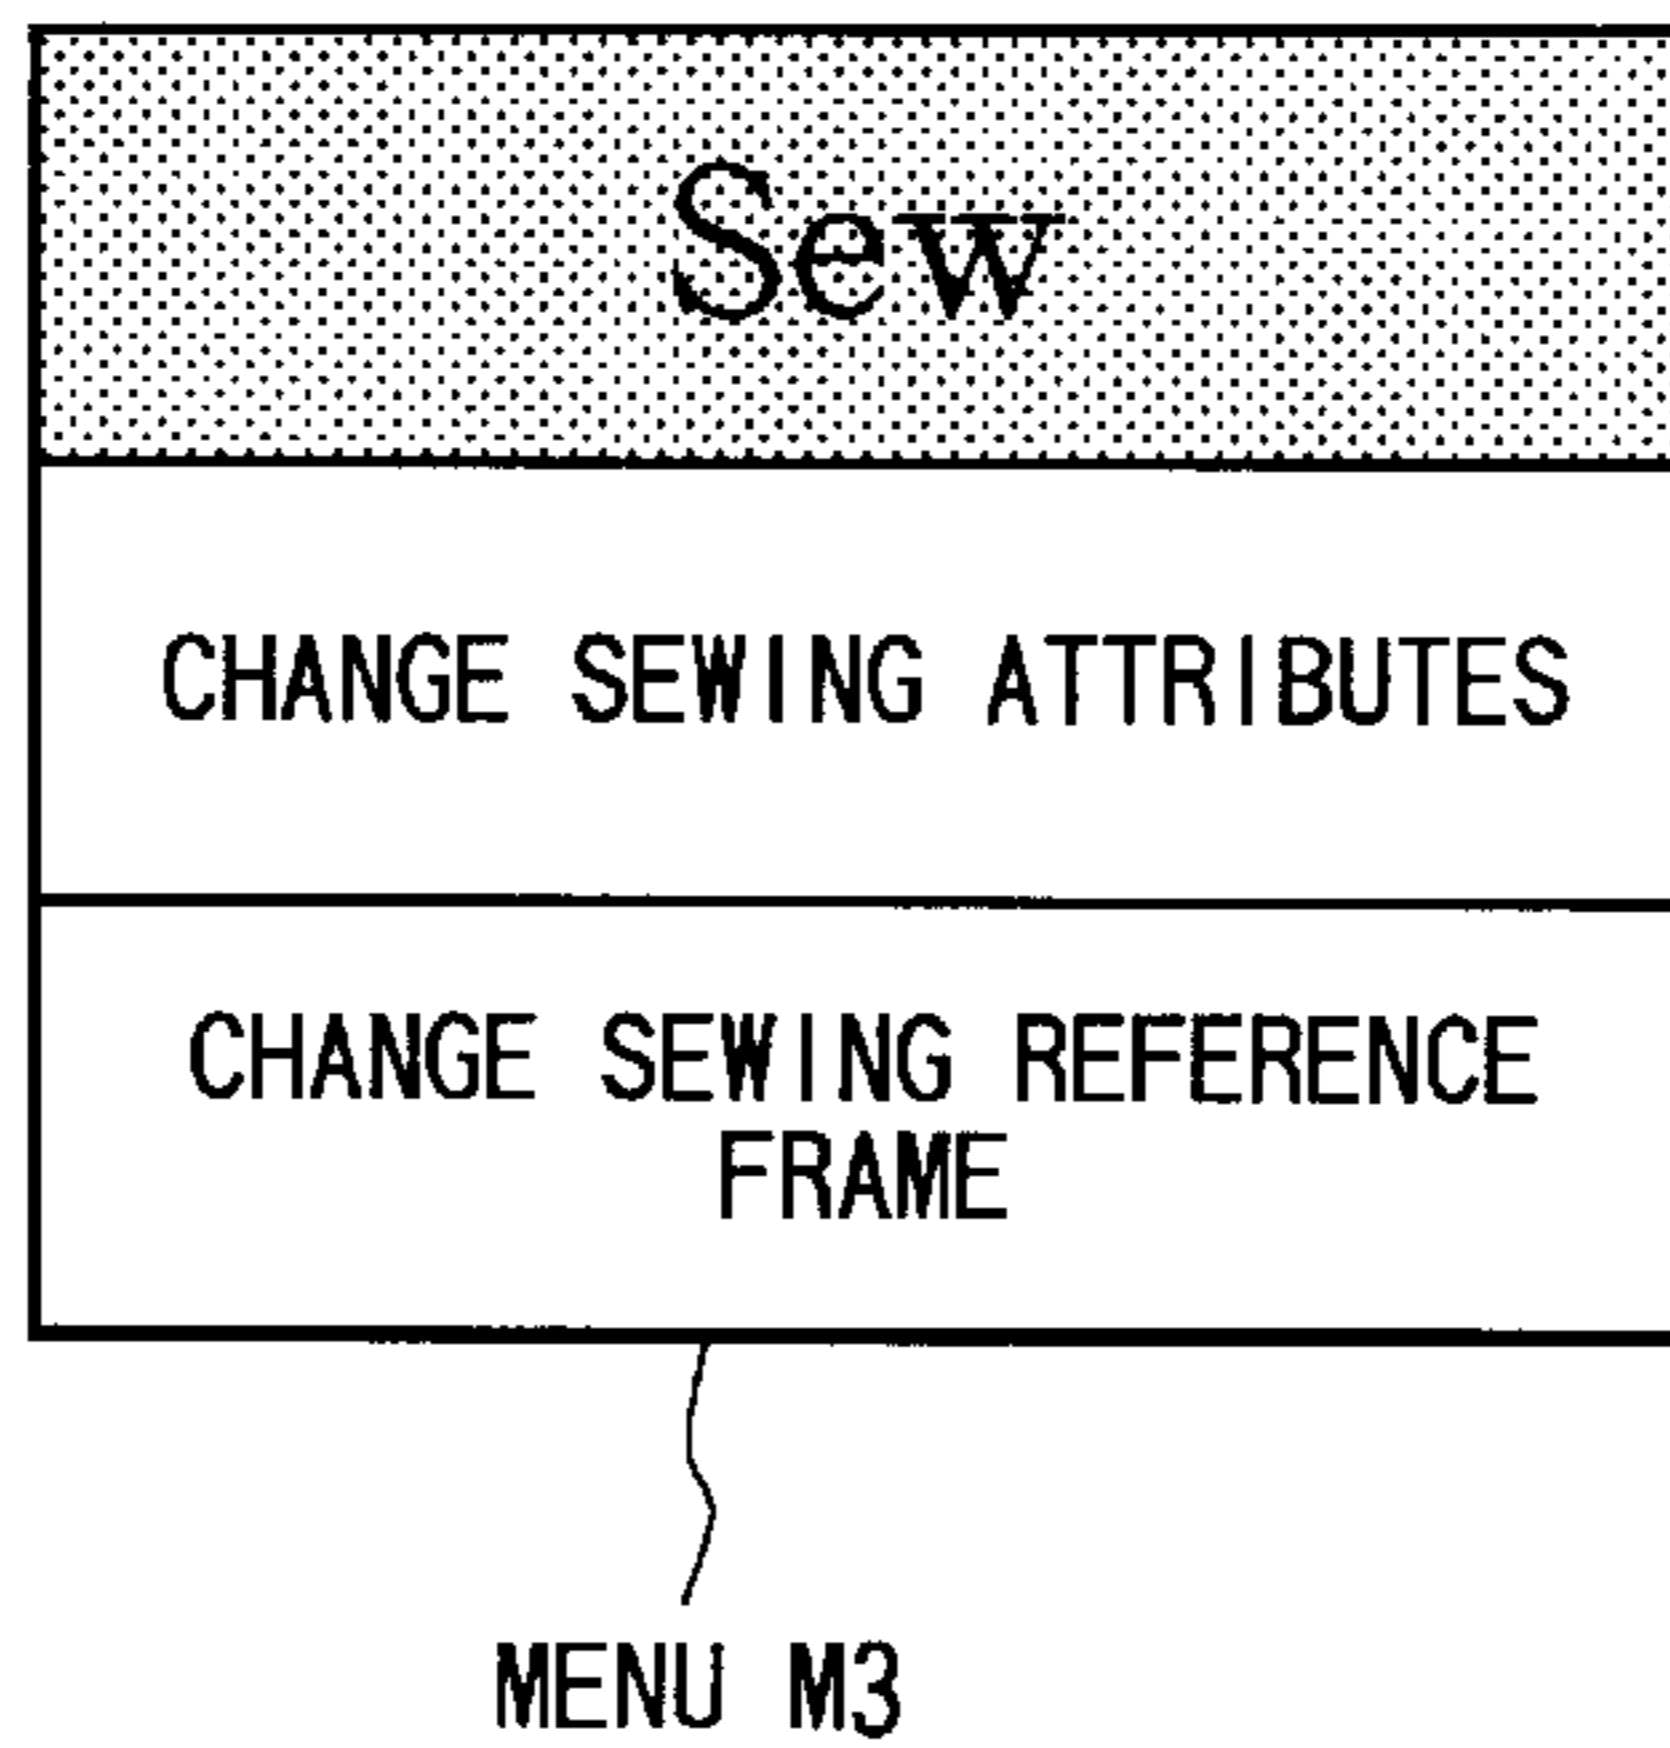 Sew
CHANGE SEWING ATTRIBUTES
CHANGE SEWING REFERENCE
FRAME
MENU M3